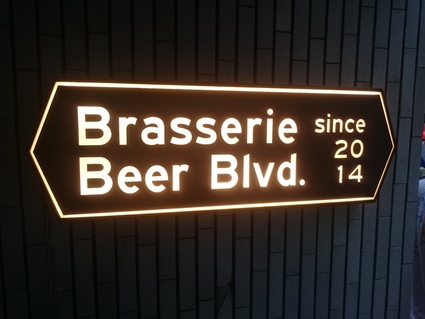 Brasserie
Beer Blvd.
since
20
14